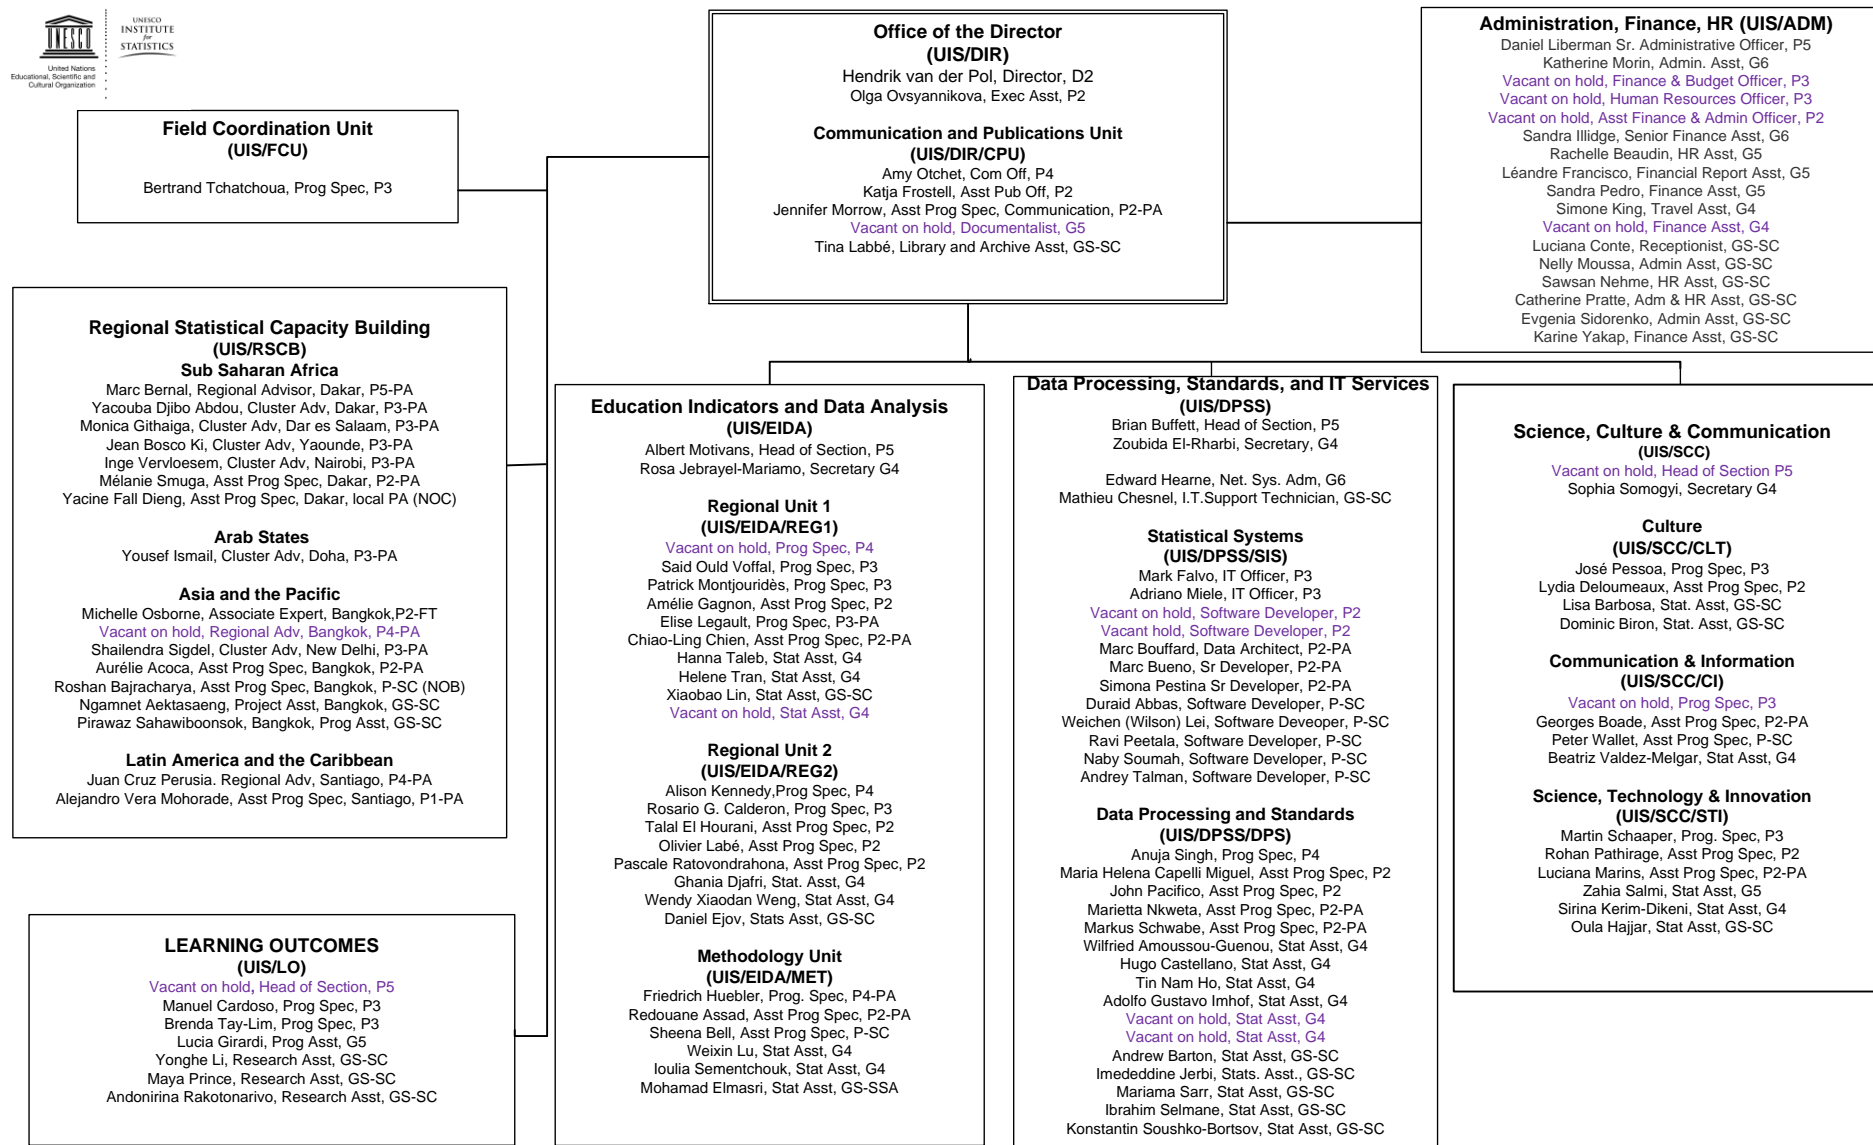 UNESCO
United Nations
Educational, Scientific and
Cultural Organization
UNESCO
INSTITUTE
for
STATISTICS
Office of the Director
(UIS/DIR)
Hendrik van der Pol, Director, D2
Olga Ovsyannikova, Exec Asst, P2
Communication and Publications Unit
(UIS/DIR/CPU)
Amy Otchet, Com Off, P4
Katja Frostell, Asst Pub Off, P2
Jennifer Morrow, Asst Prog Spec, Communication, P2-PA
Vacant on hold, Documentalist, G5
Tina Labbé, Library and Archive Asst, GS-SC
Administration, Finance, HR (UIS/ADM)
Daniel Liberman Sr. Administrative Officer, P5
Katherine Morin, Admin. Asst, G6
Vacant on hold, Finance & Budget Officer, P3
Vacant on hold, Human Resources Officer, P3
Vacant on hold, Asst Finance & Admin Officer, P2
Sandra Illidge, Senior Finance Asst, G6
Rachelle Beaudin, HR Asst, G5
Léandre Francisco, Financial Report Asst, G5
Sandra Pedro, Finance Asst, G5
Simone King, Travel Asst, G4
Vacant on hold, Finance Asst, G4
Luciana Conte, Receptionist, GS-SC
Nelly Moussa, Admin Asst, GS-SC
Sawsan Nehme, HR Asst, GS-SC
Catherine Pratte, Adm & HR Asst, GS-SC
Evgenia Sidorenko, Admin Asst, GS-SC
Karine Yakap, Finance Asst, GS-SC
Field Coordination Unit
(UIS/FCU)
Bertrand Tchatchoua, Prog Spec, P3
Regional Statistical Capacity Building
(UIS/RSCB)
Sub Saharan Africa
Marc Bernal, Regional Advisor, Dakar, P5-PA
Yacouba Djibo Abdou, Cluster Adv, Dakar, P3-PA
Monica Githaiga, Cluster Adv, Dar es Salaam, P3-PA
Jean Bosco Ki, Cluster Adv, Yaounde, P3-PA
Inge Vervloesem, Cluster Adv, Nairobi, P3-PA
Mélanie Smuga, Asst Prog Spec, Dakar, P2-PA
Yacine Fall Dieng, Asst Prog Spec, Dakar, local PA (NOC)
Arab States
Yousef Ismail, Cluster Adv, Doha, P3-PA
Asia and the Pacific
Michelle Osborne, Associate Expert, Bangkok,P2-FT
Vacant on hold, Regional Adv, Bangkok, P4-PA
Shailendra Sigdel, Cluster Adv, New Delhi, P3-PA
Aurélie Acoca, Asst Prog Spec, Bangkok, P2-PA
Roshan Bajracharya, Asst Prog Spec, Bangkok, P-SC (NOB)
Ngamnet Aektasaeng, Project Asst, Bangkok, GS-SC
Pirawaz Sahawiboonsok, Bangkok, Prog Asst, GS-SC
Latin America and the Caribbean
Juan Cruz Perusia. Regional Adv, Santiago, P4-PA
Alejandro Vera Mohorade, Asst Prog Spec, Santiago, P1-PA
LEARNING OUTCOMES
(UIS/LO)
Vacant on hold, Head of Section, P5
Manuel Cardoso, Prog Spec, P3
Brenda Tay-Lim, Prog Spec, P3
Lucia Girardi, Prog Asst, G5
Yonghe Li, Research Asst, GS-SC
Maya Prince, Research Asst, GS-SC
Andonirina Rakotonarivo, Research Asst, GS-SC
Education Indicators and Data Analysis
(UIS/EIDA)
Albert Motivans, Head of Section, P5
Rosa Jebrayel-Mariamo, Secretary G4
Regional Unit 1
(UIS/EIDA/REG1)
Vacant on hold, Prog Spec, P4
Said Ould Voffal, Prog Spec, P3
Patrick Montjouridès, Prog Spec, P3
Amélie Gagnon, Asst Prog Spec, P2
Elise Legault, Prog Spec, P3-PA
Chiao-Ling Chien, Asst Prog Spec, P2-PA
Hanna Taleb, Stat Asst, G4
Helene Tran, Stat Asst, G4
Xiaobao Lin, Stat Asst, GS-SC
Vacant on hold, Stat Asst, G4
Regional Unit 2
(UIS/EIDA/REG2)
Alison Kennedy,Prog Spec, P4
Rosario G. Calderon, Prog Spec, P3
Talal El Hourani, Asst Prog Spec, P2
Olivier Labé, Asst Prog Spec, P2
Pascale Ratovondrahona, Asst Prog Spec, P2
Ghania Djafri, Stat. Asst, G4
Wendy Xiaodan Weng, Stat Asst, G4
Daniel Ejov, Stats Asst, GS-SC
Methodology Unit
(UIS/EIDA/MET)
Friedrich Huebler, Prog. Spec, P4-PA
Redouane Assad, Asst Prog Spec, P2-PA
Sheena Bell, Asst Prog Spec, P-SC
Weixin Lu, Stat Asst, G4
Ioulia Sementchouk, Stat Asst, G4
Mohamad Elmasri, Stat Asst, GS-SSA
Data Processing, Standards, and IT Services
(UIS/DPSS)
Brian Buffett, Head of Section, P5
Zoubida El-Rharbi, Secretary, G4
Edward Hearne, Net. Sys. Adm, G6
Mathieu Chesnel, I.T.Support Technician, GS-SC
Statistical Systems
(UIS/DPSS/SIS)
Mark Falvo, IT Officer, P3
Adriano Miele, IT Officer, P3
Vacant on hold, Software Developer, P2
Vacant hold, Software Developer, P2
Marc Bouffard, Data Architect, P2-PA
Marc Bueno, Sr Developer, P2-PA
Simona Pestina Sr Developer, P2-PA
Duraid Abbas, Software Developer, P-SC
Weichen (Wilson) Lei, Software Deveoper, P-SC
Ravi Peetala, Software Developer, P-SC
Naby Soumah, Software Developer, P-SC
Andrey Talman, Software Developer, P-SC
Data Processing and Standards
(UIS/DPSS/DPS)
Anuja Singh, Prog Spec, P4
Maria Helena Capelli Miguel, Asst Prog Spec, P2
John Pacifico, Asst Prog Spec, P2
Marietta Nkweta, Asst Prog Spec, P2-PA
Markus Schwabe, Asst Prog Spec, P2-PA
Wilfried Amoussou-Guenou, Stat Asst, G4
Hugo Castellano, Stat Asst, G4
Tin Nam Ho, Stat Asst, G4
Adolfo Gustavo Imhof, Stat Asst, G4
Vacant on hold, Stat Asst, G4
Vacant on hold, Stat Asst, G4
Andrew Barton, Stat Asst, GS-SC
Imededdine Jerbi, Stats. Asst., GS-SC
Mariama Sarr, Stat Asst, GS-SC
Ibrahim Selmane, Stat Asst, GS-SC
Konstantin Soushko-Bortsov, Stat Asst, GS-SC
Science, Culture & Communication
(UIS/SCC)
Vacant on hold, Head of Section P5
Sophia Somogyi, Secretary G4
Culture
(UIS/SCC/CLT)
José Pessoa, Prog Spec, P3
Lydia Deloumeaux, Asst Prog Spec, P2
Lisa Barbosa, Stat. Asst, GS-SC
Dominic Biron, Stat. Asst, GS-SC
Communication & Information
(UIS/SCC/CI)
Vacant on hold, Prog Spec, P3
Georges Boade, Asst Prog Spec, P2-PA
Peter Wallet, Asst Prog Spec, P-SC
Beatriz Valdez-Melgar, Stat Asst, G4
Science, Technology & Innovation
(UIS/SCC/STI)
Martin Schaaper, Prog. Spec, P3
Rohan Pathirage, Asst Prog Spec, P2
Luciana Marins, Asst Prog Spec, P2-PA
Zahia Salmi, Stat Asst, G5
Sirina Kerim-Dikeni, Stat Asst, G4
Oula Hajjar, Stat Asst, GS-SC